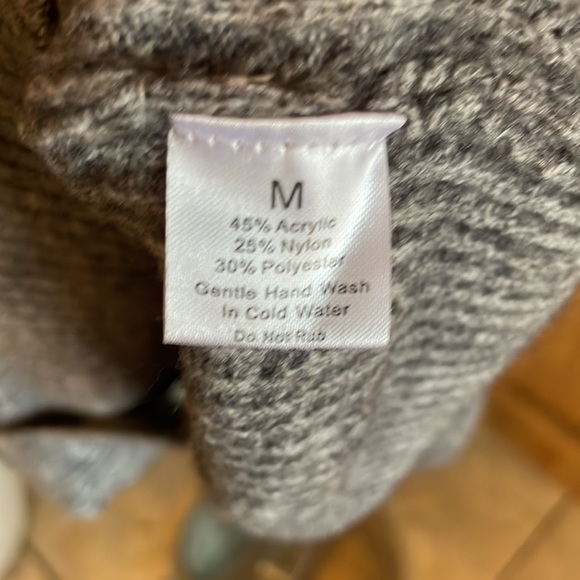 M
45% Acrylic
25% Nylon
30% Polyester
Gentle Hand Wash
In Cold Water
Do Not Rub